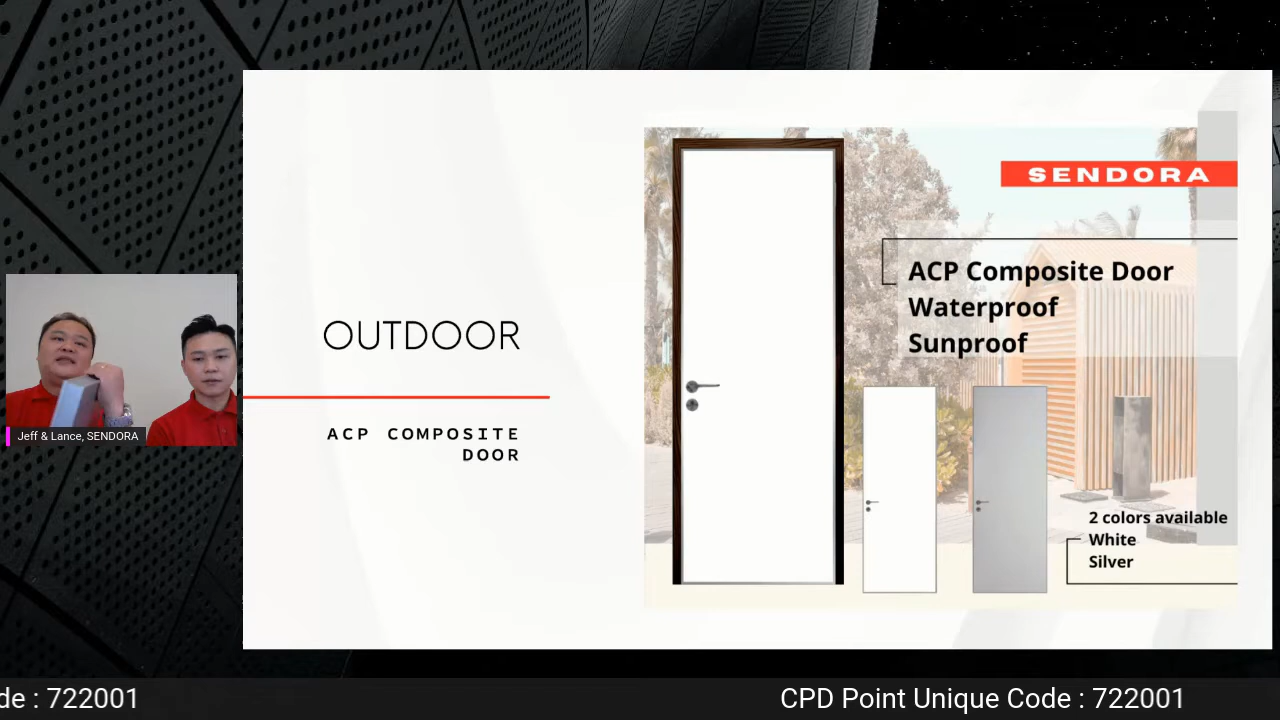 SENDORA
ACP Composite Door
Waterproof
Sunproof
OUTDOOR
ACP COMPOSITE
DOOR
Jeff & Lance, SENDORA
2 colors available
White
Silver
de : 722001
CPD Point Unique Code : 722001